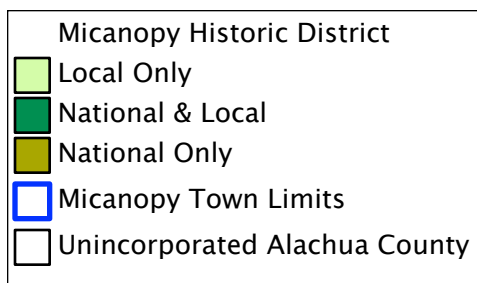 Micanopy Historic District
Local Only
National & Local
National Only
Micanopy Town Limits
Unincorporated Alachua County